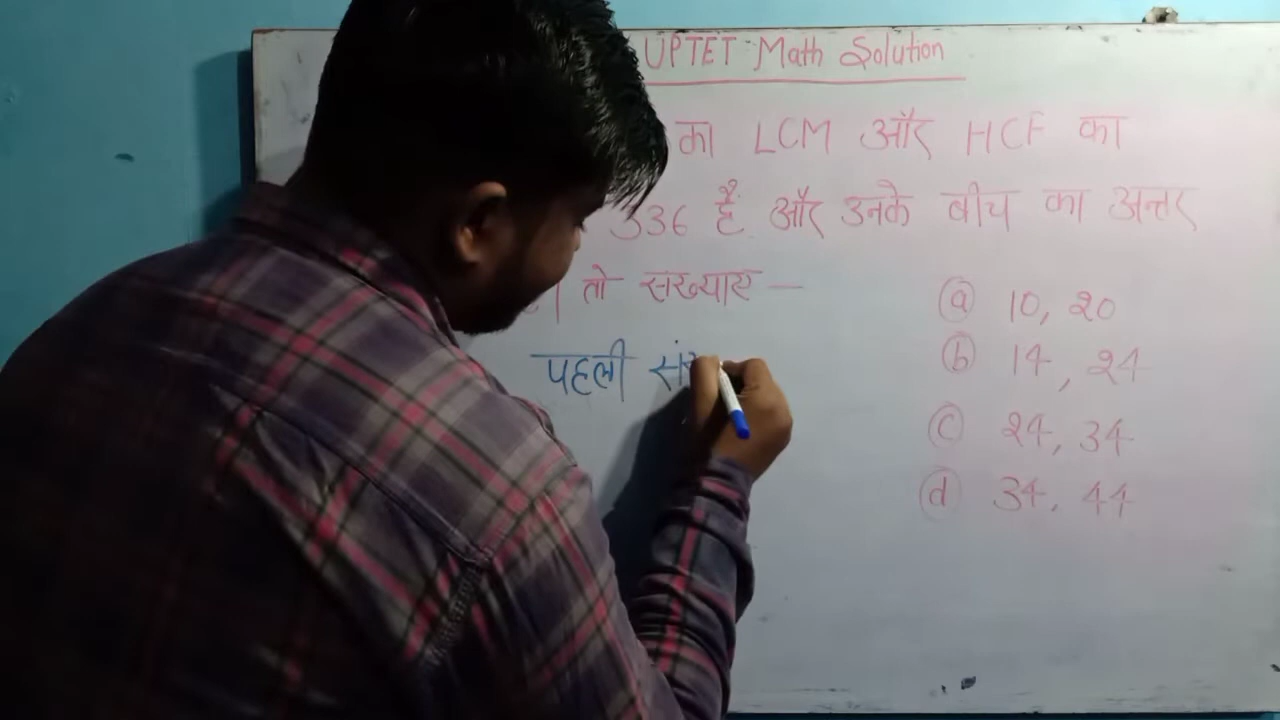 UPTET Math Solution
का LCM और HCF का
336 है और उनके बीच का अन्तर
तो संख्याए —
पहली
ⓐ 10, 20
ⓑ 14, 24
ⓒ 24, 34
ⓓ 34, 44